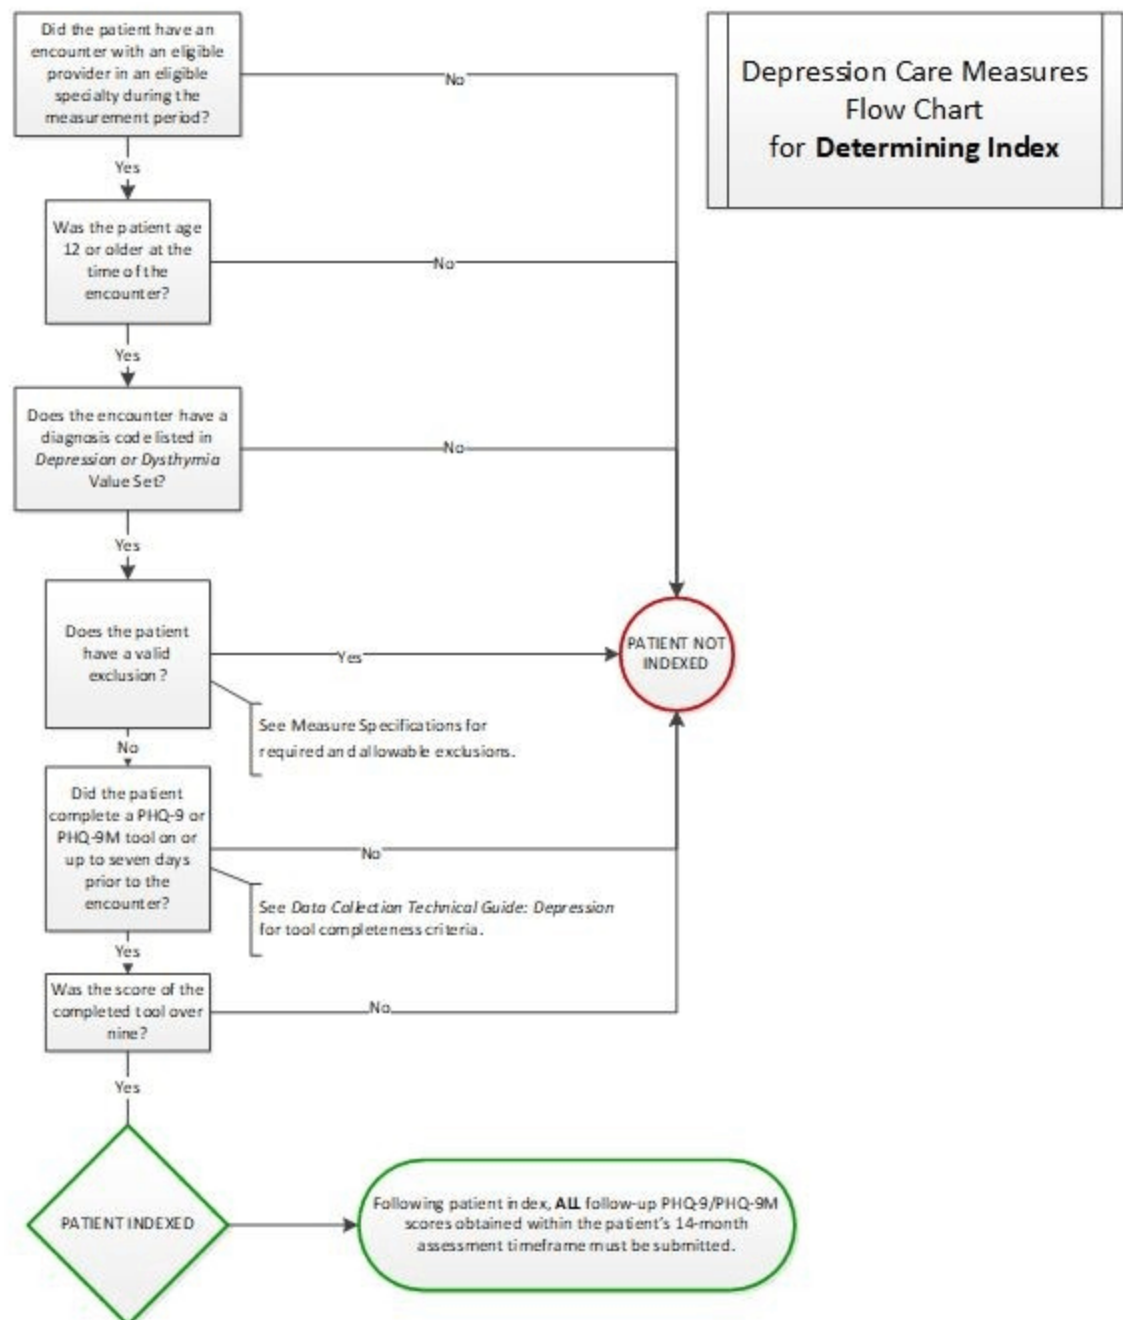 Did the patient have an
encounter with an eligible
provider in an eligible
specialty during the
measurement period?
No
Depression Care Measures
Flow Chart
for Determining Index
Yes
Was the patient age
12 or older at the
time of the
encounter?
No
Yes
Does the encounter have a
diagnosis code listed in
Depression or Dysthymia
Value Set?
No
Yes
Does the patient
have a valid
exclusion?
Yes
PATIENT NOT
INDEXED
See Measure Specifications for
required and allowable exclusions.
No
Did the patient
complete a PHQ-9 or
PHQ-9M tool on or
up to seven days
prior to the
encounter?
No
See Data Collection Technical Guide: Depression
for tool completeness criteria.
Yes
Was the score of the
completed tool over
nine?
No
Yes
PATIENT INDEXED
Following patient index, ALL follow-up PHQ-9/PHQ-9M
scores obtained within the patient's 14-month
assessment timeframe must be submitted.